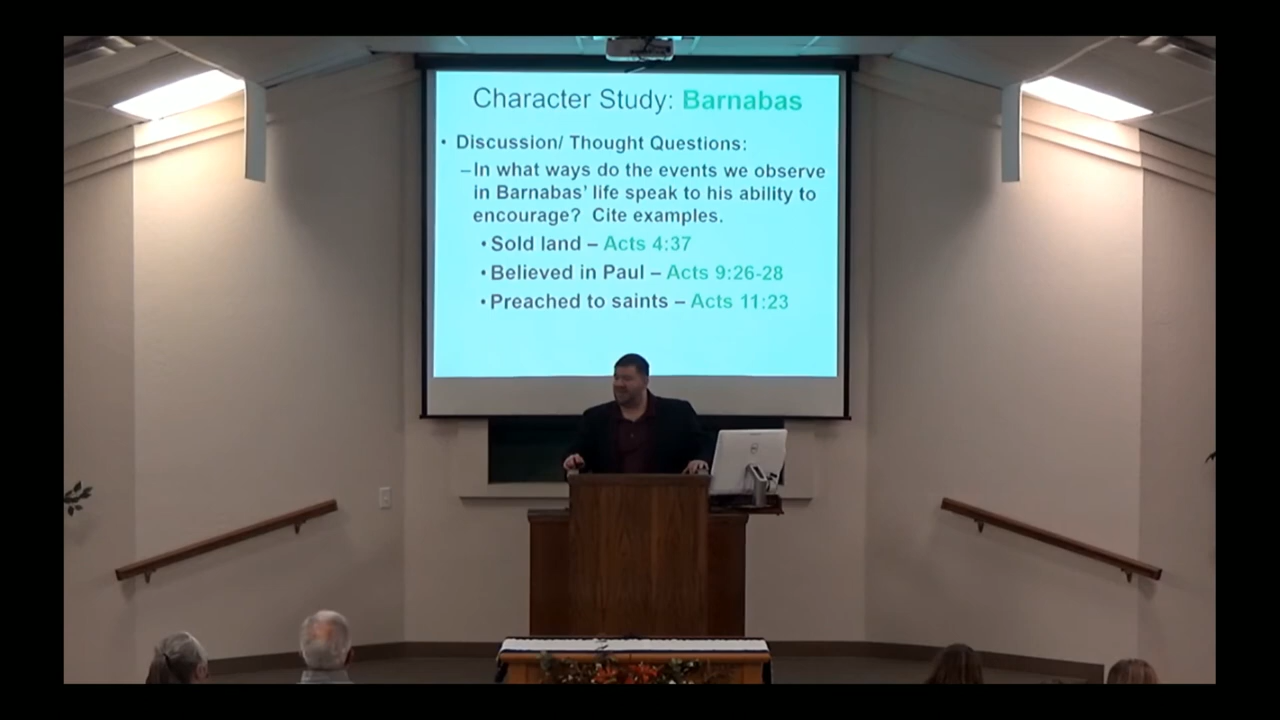 Character Study: Barnabas
• Discussion/ Thought Questions:
–In what ways do the events we observe
in Barnabas' life speak to his ability to
encourage? Cite examples.
•Sold land – Acts 4:37
•Believed in Paul – Acts 9:26-28
•Preached to saints – Acts 11:23